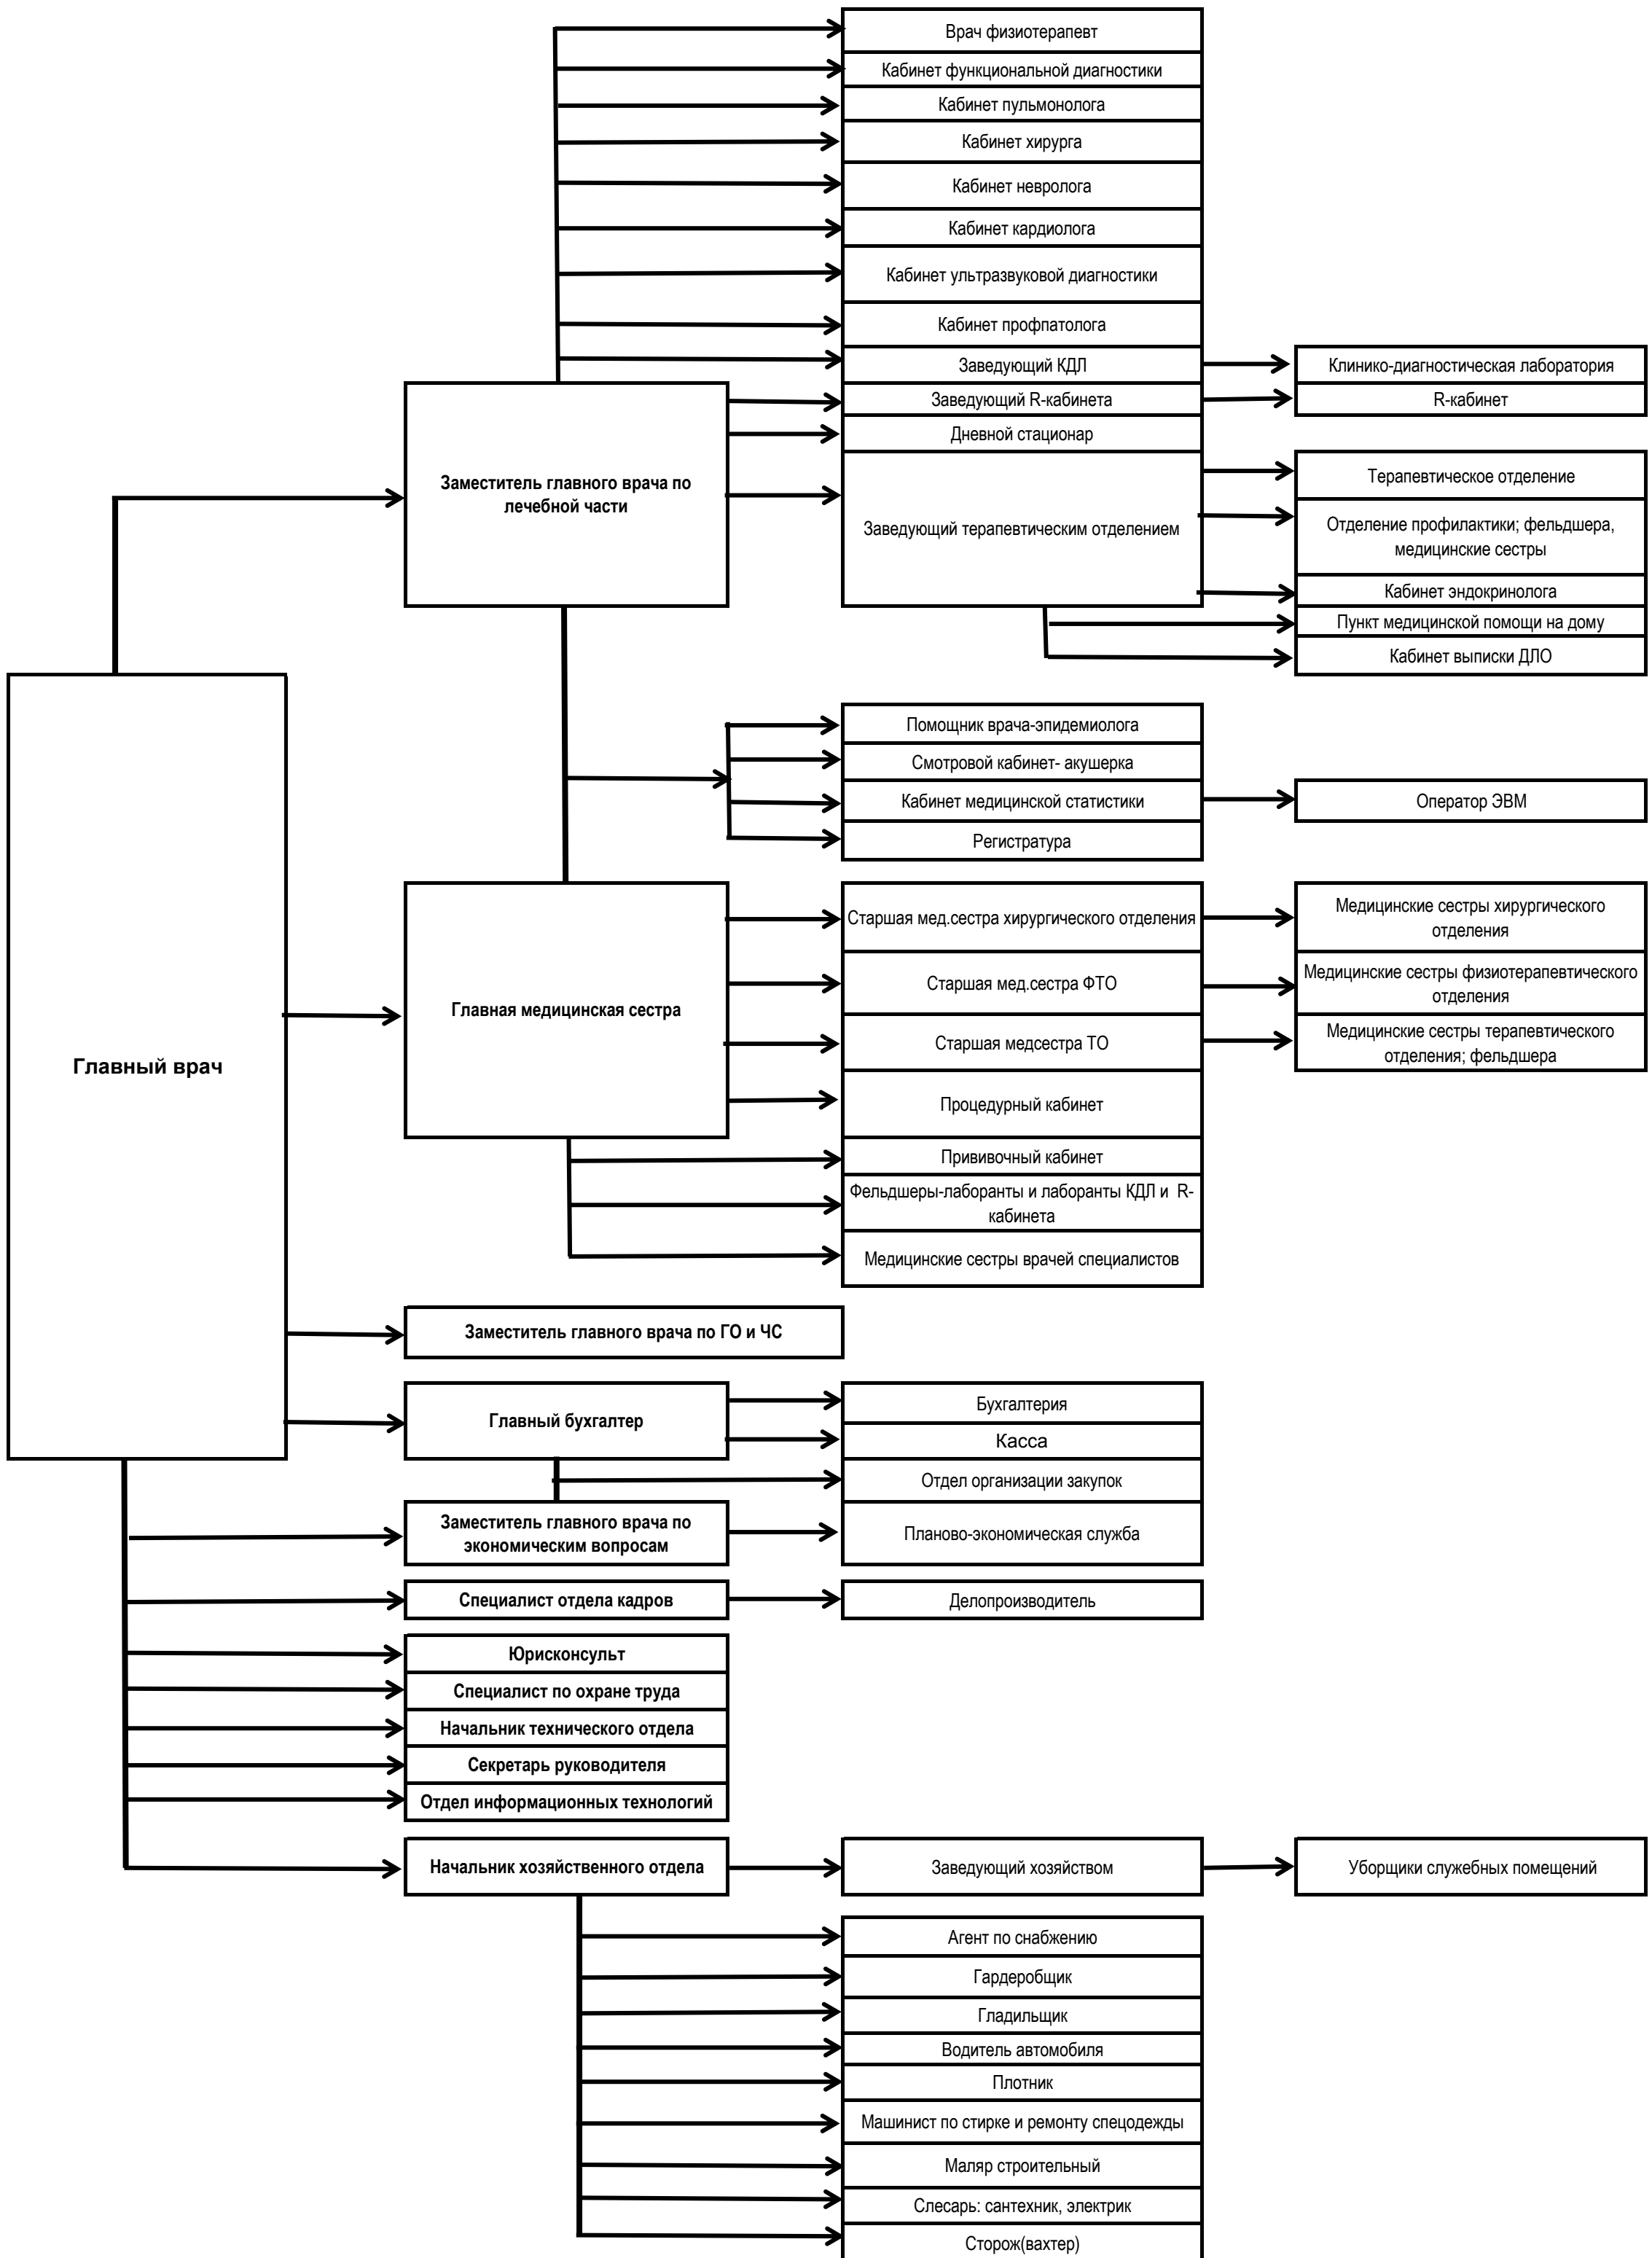 Врач физиотерапевт
Кабинет функциональной диагностики
Кабинет пульмонолога
Кабинет хирурга
Кабинет невролога
Кабинет кардиолога
Кабинет ультразвуковой диагностики
Кабинет профпатолога
Заведующий КДЛ
Клинико-диагностическая лаборатория
Заведующий R-кабинета
R-кабинет
Дневной стационар
Заместитель главного врача по
лечебной части
Заведующий терапевтическим отделением
Терапевтическое отделение
Отделение профилактики; фельдшера,
медицинские сестры
Кабинет эндокринолога
Пункт медицинской помощи на дому
Кабинет выписки ДЛО
Помощник врача-эпидемиолога
Смотровой кабинет- акушерка
Кабинет медицинской статистики
Оператор ЭВМ
Регистратура
Главный врач
Главная медицинская сестра
Старшая мед.сестра хирургического отделения
Медицинские сестры хирургического
отделения
Старшая мед.сестра ФТО
Медицинские сестры физиотерапевтического
отделения
Старшая медсестра ТО
Медицинские сестры терапевтического
отделения; фельдшера
Процедурный кабинет
Прививочный кабинет
Фельдшеры-лаборанты и лаборанты КДЛ и R-
кабинета
Медицинские сестры врачей специалистов
Заместитель главного врача по ГО и ЧС
Главный бухгалтер
Бухгалтерия
Касса
Отдел организации закупок
Заместитель главного врача по
экономическим вопросам
Планово-экономическая служба
Специалист отдела кадров
Делопроизводитель
Юрисконсульт
Специалист по охране труда
Начальник технического отдела
Секретарь руководителя
Отдел информационных технологий
Начальник хозяйственного отдела
Заведующий хозяйством
Уборщики служебных помещений
Агент по снабжению
Гардеробщик
Гладильщик
Водитель автомобиля
Плотник
Машинист по стирке и ремонту спецодежды
Маляр строительный
Слесарь: сантехник, электрик
Сторож(вахтер)